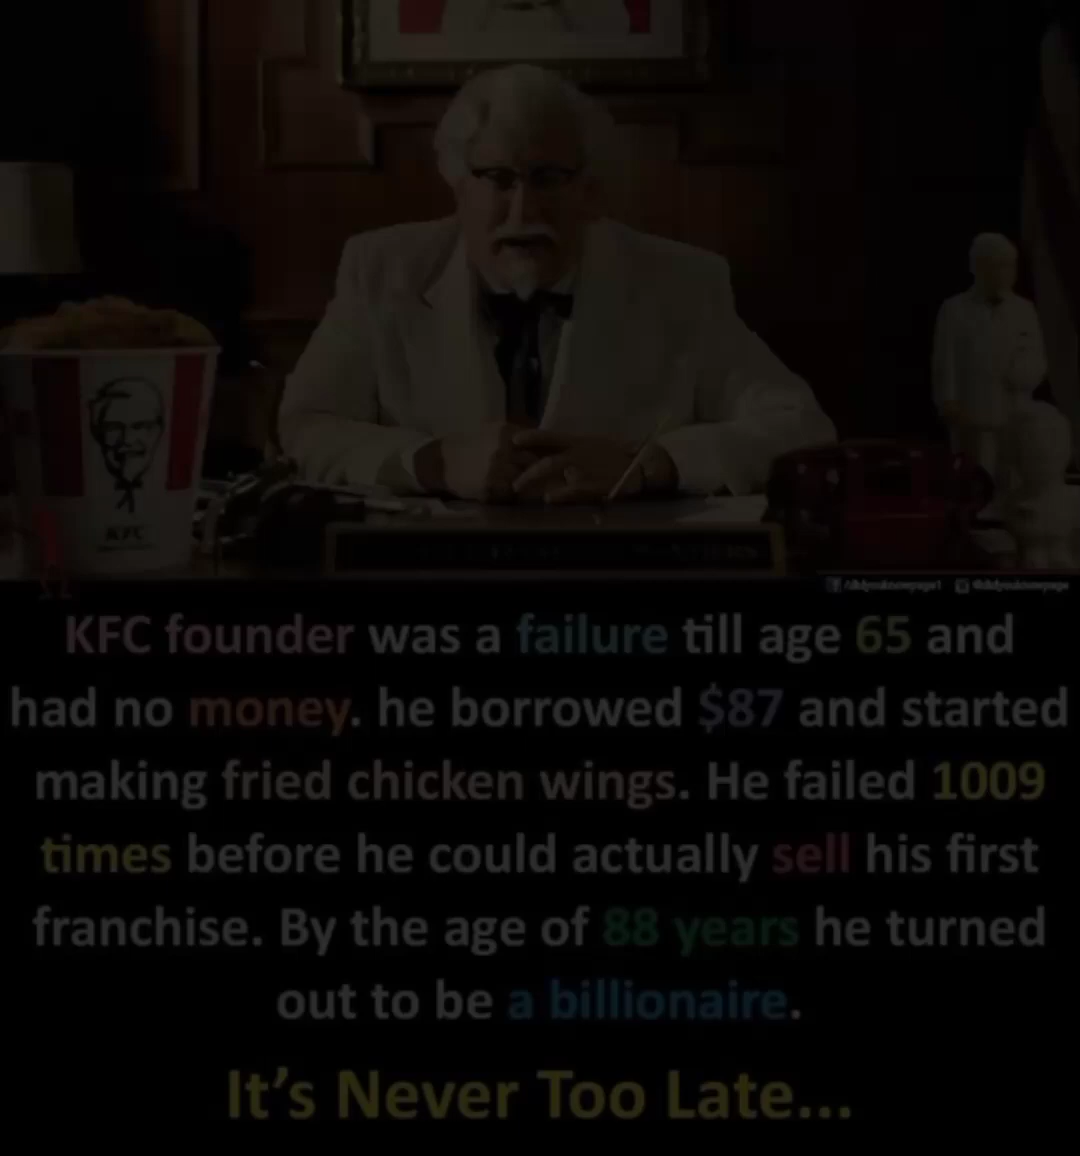 KFC
KFC founder was a failure till age 65 and
had no money. he borrowed $87 and started
making fried chicken wings. He failed 1009
times before he could actually sell his first
franchise. By the age of 88 years he turned
out to be a billionaire.
It's Never Too Late...